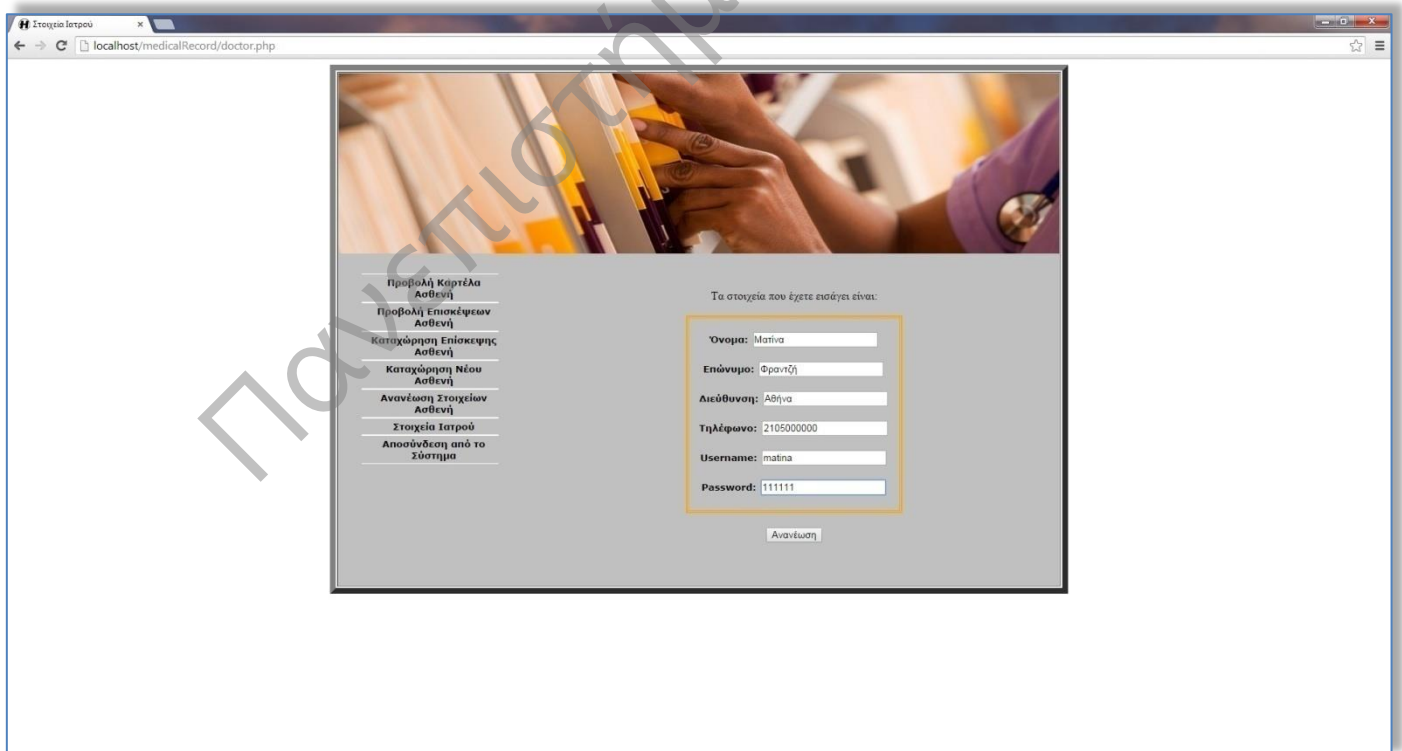 Στοιχεία Ιατρού
localhost/medicalRecord/doctor.php
Προβολή Καρτέλα
Ασθενή
Προβολή Επισκέψεων
Ασθενή
Καταχώρηση Επίσκεψης
Ασθενή
Καταχώρηση Νέου
Ασθενή
Ανανέωση Στοιχείων
Ασθενή
Στοιχεία Ιατρού
Αποσύνδεση από το
Σύστημα
Τα στοιχεία που έχετε εισάγει είναι:
Όνομα: Ματίνα
Επώνυμο: Φραντζή
Διεύθυνση: Αθήνα
Τηλέφωνο: 2105000000
Username: matina
Password: 111111
Ανανέωση